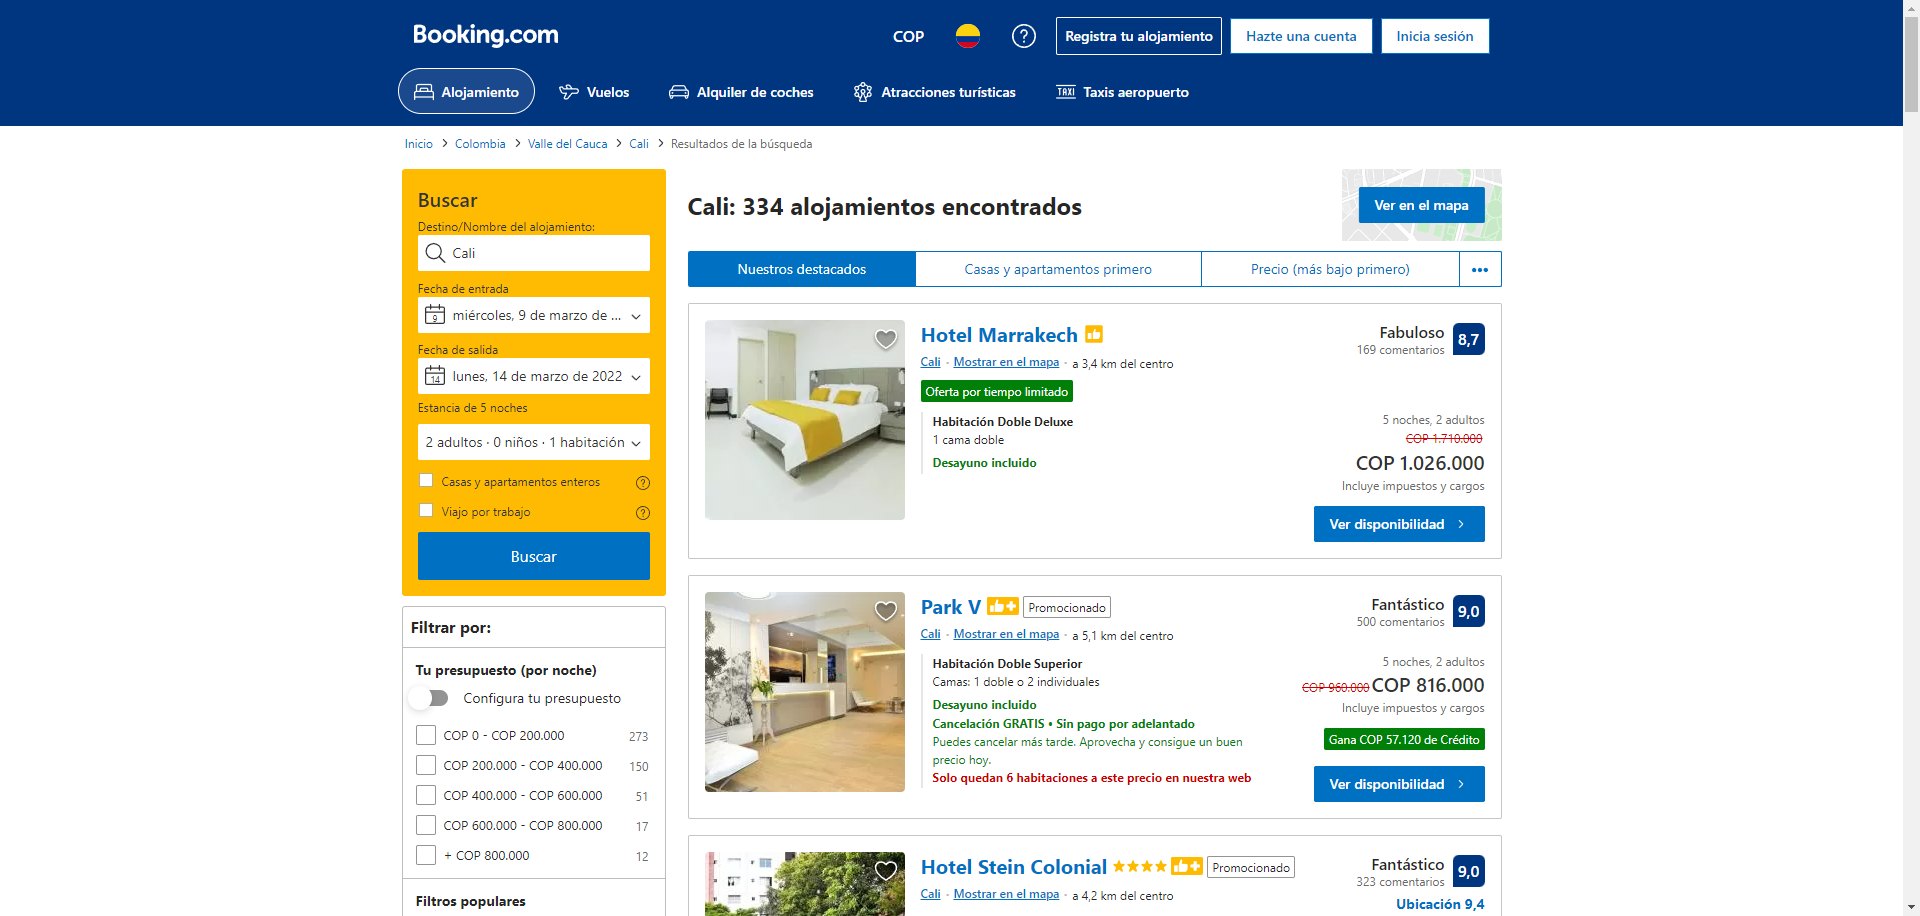 Booking.com
COP
Registra tu alojamiento
Hazte una cuenta
Inicia sesión
Alojamiento
Vuelos
Alquiler de coches
Atracciones turísticas
TAXI
Taxis aeropuerto
Inicio > Colombia > Valle del Cauca > Cali > Resultados de la búsqueda
Buscar
Destino/Nombre del alojamiento:
Cali
Fecha de entrada
9
miércoles, 9 de marzo de ...
Fecha de salida
14
lunes, 14 de marzo de 2022
Estancia de 5 noches
2 adultos · 0 niños · 1 habitación
Casas y apartamentos enteros
Viajo por trabajo
Buscar
Filtrar por:
Tu presupuesto (por noche)
Configura tu presupuesto
COP 0 - COP 200.000 273
COP 200.000 - COP 400.000 150
COP 400.000 - COP 600.000 51
COP 600.000 - COP 800.000 17
+ COP 800.000 12
Filtros populares
Cali: 334 alojamientos encontrados
Ver en el mapa
Nuestros destacados
Casas y apartamentos primero
Precio (más bajo primero)
•••
Hotel Marrakech
Cali · Mostrar en el mapa · a 3,4 km del centro
Oferta por tiempo limitado
Habitación Doble Deluxe
1 cama doble
Desayuno incluido
Fabuloso
169 comentarios
8,7
5 noches, 2 adultos
COP 1.710.000
COP 1.026.000
Incluye impuestos y cargos
Ver disponibilidad
Park V
Promocionado
Cali · Mostrar en el mapa · a 5,1 km del centro
Habitación Doble Superior
Camas: 1 doble o 2 individuales
Desayuno incluido
Cancelación GRATIS • Sin pago por adelantado
Puedes cancelar más tarde. Aprovecha y consigue un buen
precio hoy.
Solo quedan 6 habitaciones a este precio en nuestra web
Fantástico
500 comentarios
9,0
5 noches, 2 adultos
COP 960.000 COP 816.000
Incluye impuestos y cargos
Gana COP 57.120 de Crédito
Ver disponibilidad
Hotel Stein Colonial
Promocionado
Cali · Mostrar en el mapa · a 4,2 km del centro
Fantástico
323 comentarios
9,0
Ubicación 9,4